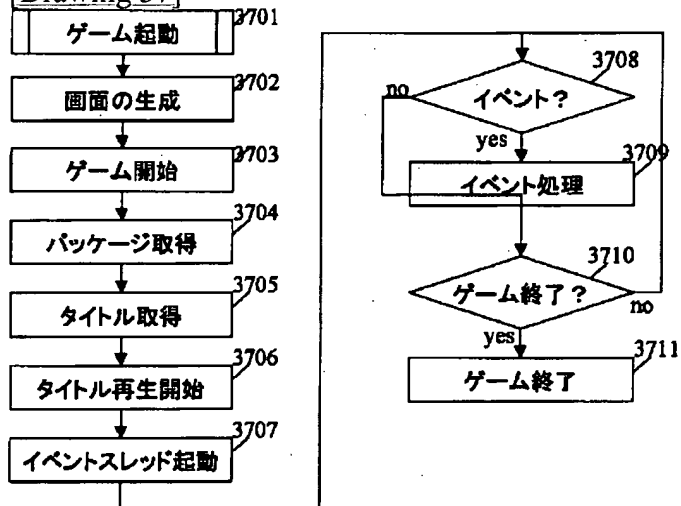 [Drawing 37]
3701
ゲーム起動
3702
画面の生成
3703
ゲーム開始
3704
パッケージ取得
3705
タイトル取得
3706
タイトル再生開始
3707
イベントスレッド起動
3708
no
イベント?
yes
3709
イベント処理
3710
ゲーム終了?
no
yes
3711
ゲーム終了